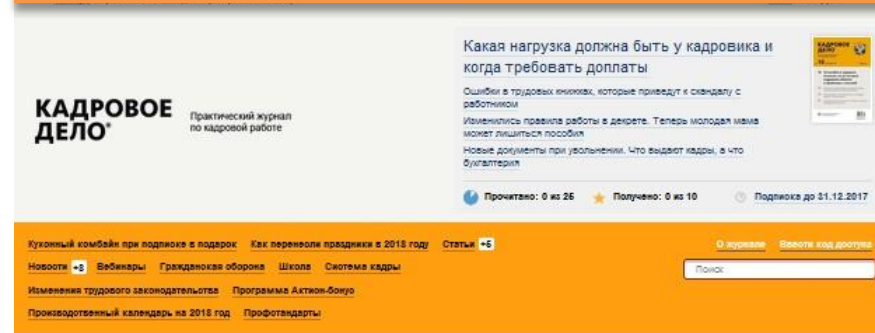 Какая нагрузка должна быть у кадровика и
когда требовать доплаты
Ошибки в трудовых книжках, которые приведут к скандалу с
работником
Изменились правила работы в декрете. Теперь молодая мама
может лишиться пособия
Новые документы при увольнении. Что выдают кадры, а что
бухгалтерия
КАДРОВОЕ
ДЕЛО
Практический журнал
по кадровой работе
КАДРОВОЕ
ДЕЛО
Прочитано: 0 из 25 Получено: 0 из 10 Подписка до 31.12.2017
Кухонный комбайн при подписке в подарок Как перенесли праздники в 2018 году Статьи +5
О журнале Ввести код доступа
Новости +8 Вебинары Гражданская оборона Школа Система кадры
Поиск
Изменения трудового законодательства Программа Актион-бонус
Производственный календарь на 2018 год Профстандарты